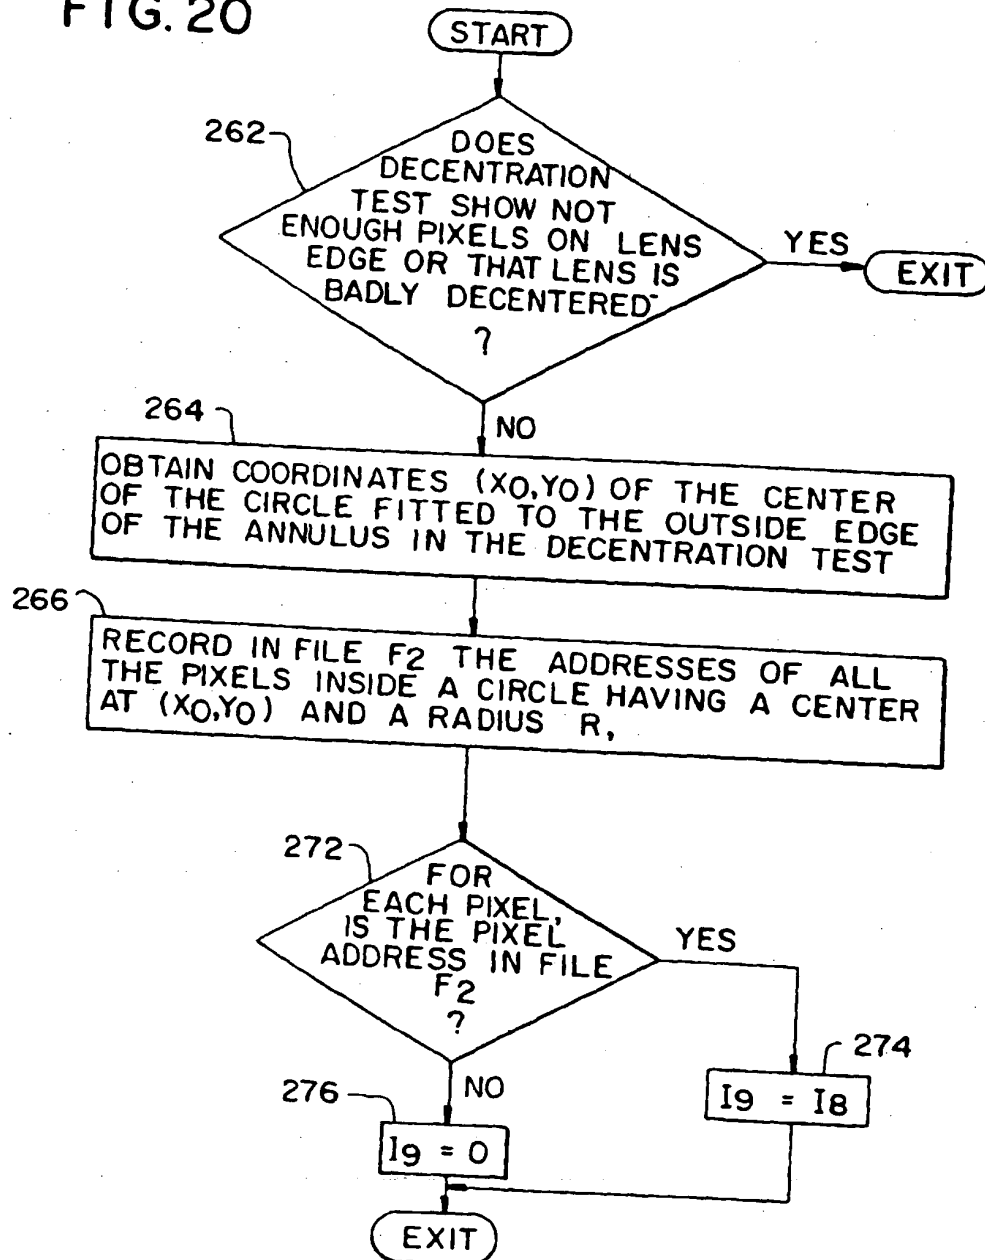 FIG. 20
START
262
DOES
DECENTRATION
TEST SHOW NOT
ENOUGH PIXELS ON LENS
EDGE OR THAT LENS IS
BADLY DECENTERED
?
YES
EXIT
NO
264
OBTAIN COORDINATES (XO,YO) OF THE CENTER
OF THE CIRCLE FITTED TO THE OUTSIDE EDGE
OF THE ANNULUS IN THE DECENTRATION TEST
266
RECORD IN FILE F2 THE ADDRESSES OF ALL
THE PIXELS INSIDE A CIRCLE HAVING A CENTER
AT (XO,YO) AND A RADIUS R,
272
FOR
EACH PIXEL,
IS THE PIXEL
ADDRESS IN FILE
F2
?
YES
274
I9 = I8
NO
276
I9 = 0
EXIT